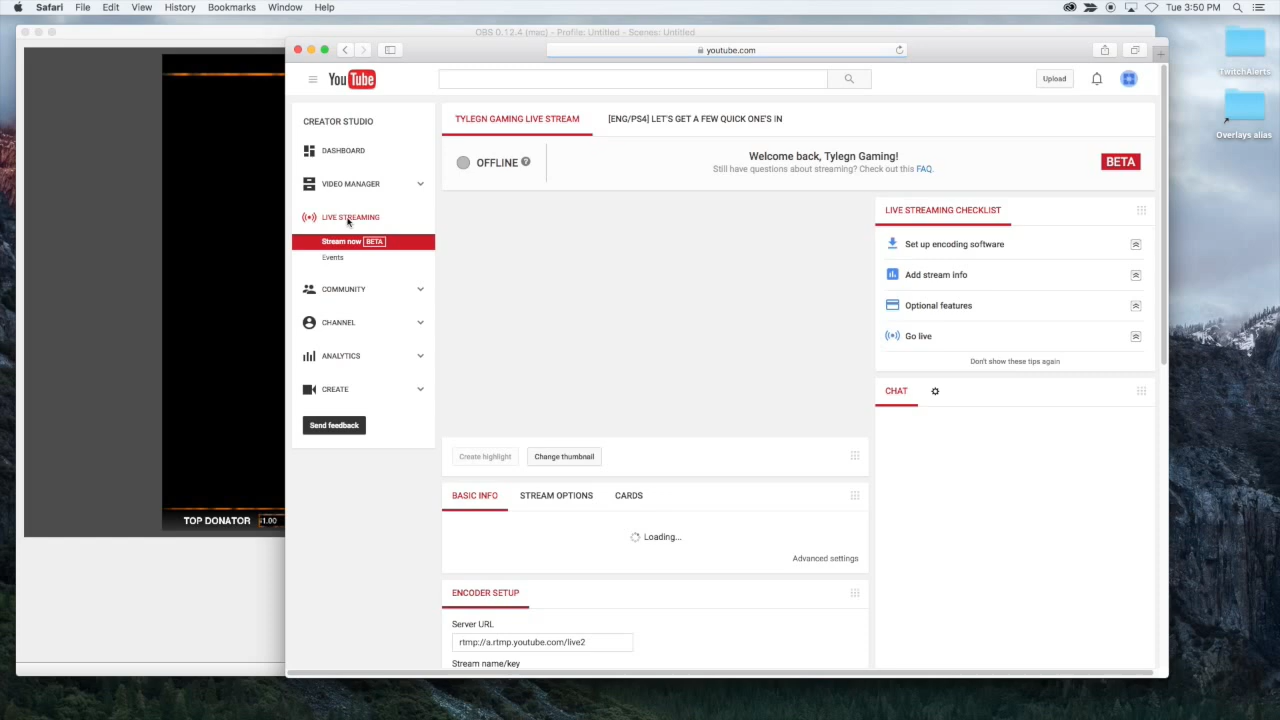 Safari File Edit View History Bookmarks Window Help
Tue 3:50 PM
OBS 0.12.4 (mac) - Profile: Untitled - Scenes: Untitled
youtube.com
YouTube
Upload
TwitchAlerts
Overlays alias
CREATOR STUDIO
DASHBOARD
VIDEO MANAGER
LIVE STREAMING
Stream now BETA
Events
COMMUNITY
CHANNEL
ANALYTICS
CREATE
Send feedback
TYLEGN GAMING LIVE STREAM
[ENG/PS4] LET'S GET A FEW QUICK ONE'S IN
OFFLINE ?
Welcome back, Tylegn Gaming!
Still have questions about streaming? Check out this FAQ.
BETA
LIVE STREAMING CHECKLIST
Set up encoding software
Add stream info
Optional features
Go live
Don't show these tips again
CHAT
Create highlight
Change thumbnail
BASIC INFO
STREAM OPTIONS
CARDS
Loading...
Advanced settings
ENCODER SETUP
Server URL
rtmp://a.rtmp.youtube.com/live2
Stream name/key
TOP DONATOR